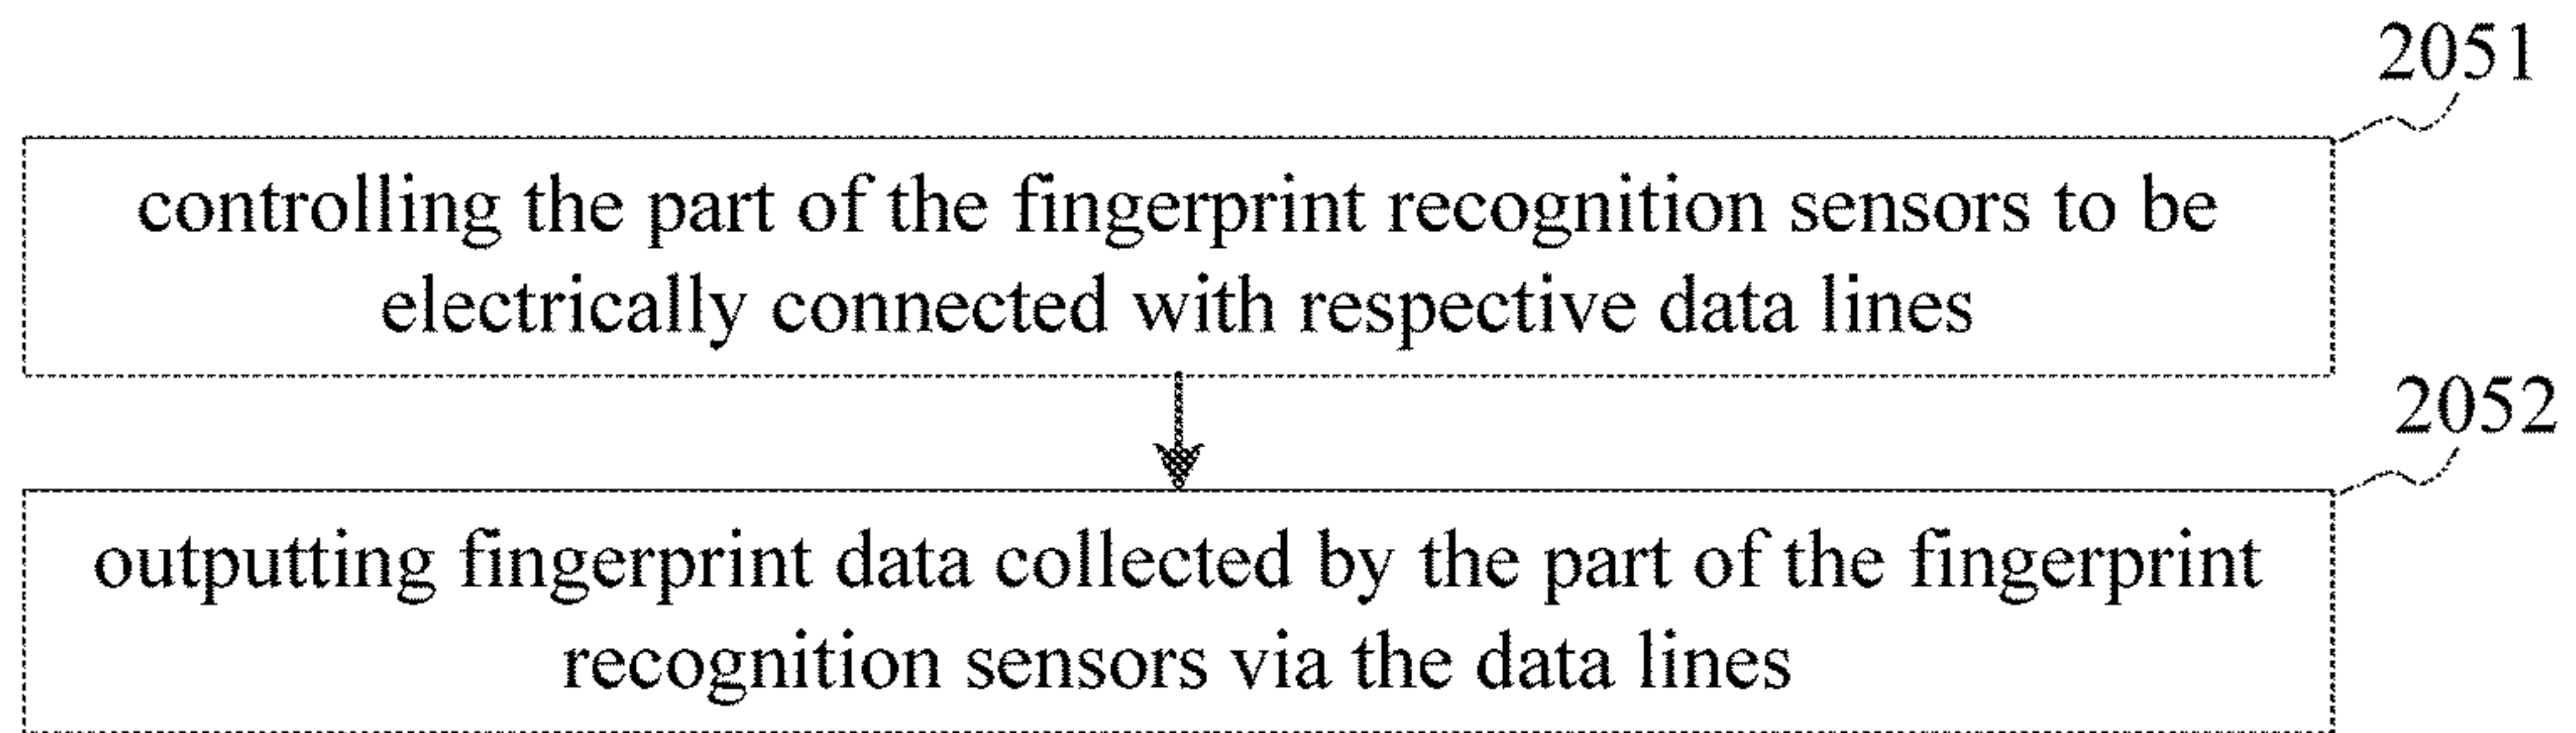 2051
controlling the part of the fingerprint recognition sensors to be
electrically connected with respective data lines
2052
outputting fingerprint data collected by the part of the fingerprint
recognition sensors via the data lines